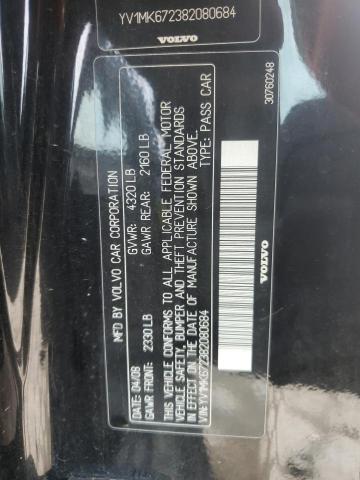 YV1MK672382080684
VOLVO
MFD BY VOLVO CAR CORPORATION
DATE: 04/08 GVWR: 4320 LB
GAWR FRONT: 2330 LB GAWR REAR: 2160 LB
THIS VEHICLE CONFORMS TO ALL APPLICABLE FEDERAL MOTOR
VEHICLE SAFETY, BUMPER AND THEFT PREVENTION STANDARDS
IN EFFECT ON THE DATE OF MANUFACTURE SHOWN ABOVE.
VIN: YV1MK672382080684 TYPE: PASS CAR
VOLVO
30760248